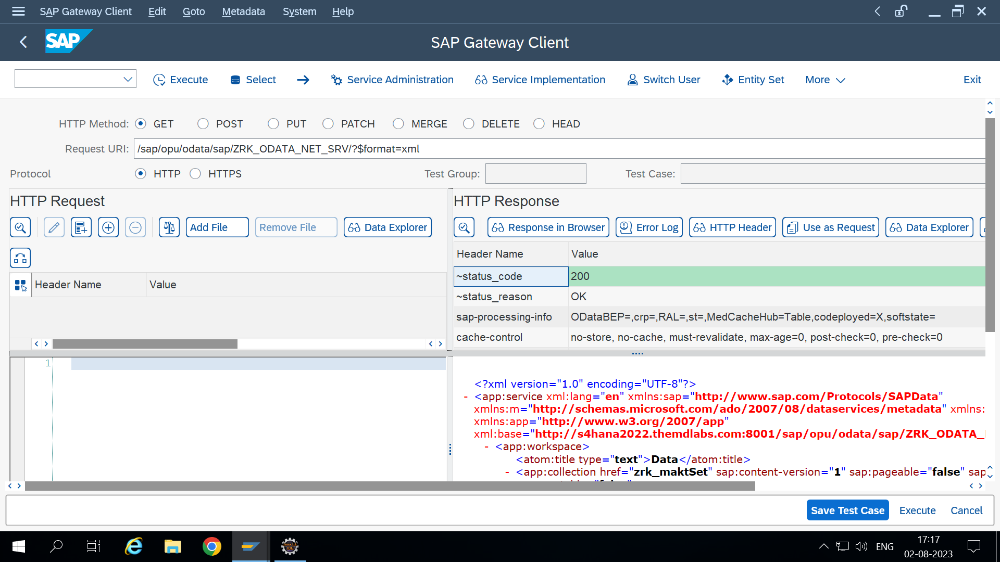 SAP Gateway Client Edit Goto Metadata System Help
SAP
SAP Gateway Client
Execute Select Service Administration Service Implementation Switch User Entity Set More Exit
HTTP Method: GET POST PUT PATCH MERGE DELETE HEAD
Request URI: /sap/opu/odata/sap/ZRK_ODATA_NET_SRV/?$format=xml
Protocol HTTP HTTPS Test Group: Test Case:
HTTP Request
Add File Remove File Data Explorer
Header Name Value
1
HTTP Response
Response in Browser Error Log HTTP Header Use as Request Data Explorer
Header Name Value
~status_code 200
~status_reason OK
sap-processing-info ODataBEP=,crp=,RAL=,st=,MedCacheHub=Table,codeployed=X,softstate=
cache-control no-store, no-cache, must-revalidate, max-age=0, post-check=0, pre-check=0
<?xml version="1.0" encoding="UTF-8"?>
- <app:service xml:lang="en" xmlns:sap="http://www.sap.com/Protocols/SAPData"
xmlns:m="http://schemas.microsoft.com/ado/2007/08/dataservices/metadata" xmlns:
xmlns:app="http://www.w3.org/2007/app"
xml:base="http://s4hana2022.themdlabs.com:8001/sap/opu/odata/sap/ZRK_ODATA_
- <app:workspace>
<atom:title type="text">Data</atom:title>
- <app:collection href="zrk_maktSet" sap:content-version="1" sap:pageable="false" sap
Save Test Case Execute Cancel
ENG
17:17
02-08-2023